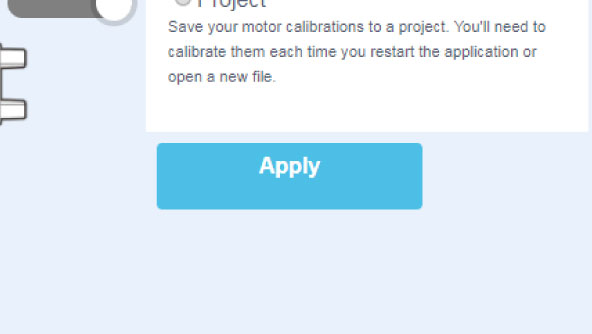 Project
Save your motor calibrations to a project. You'll need to
calibrate them each time you restart the application or
open a new file.
Apply